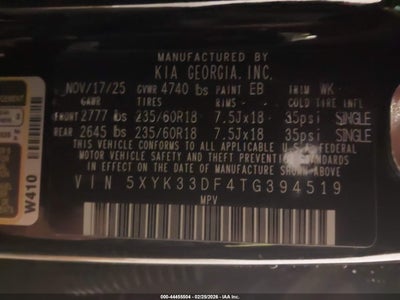 MANUFACTURED BY
KIA GEORGIA, INC.
NOV/17/25 GVWR 4740 lbs PAINT EB TRIM WK
GAWR TIRES RIMS COLD TIRE INFL
FRONT 2777 lbs 235/60R18 7.5Jx18 35psi SINGLE
REAR 2645 lbs 235/60R18 7.5Jx18 35psi SINGLE
THIS VEHICLE CONFORMS TO ALL APPLICABLE U.S.A FEDERAL
MOTOR VEHICLE SAFETY AND THEFT PREVENTION STANDARDS
IN EFFECT ON THE DATE OF MANUFACTURE SHOWN ABOVE.
VIN 5XYK33DF4TG394519
MPV
W410
000-44455504 - 02/25/2026 - IAA Inc.